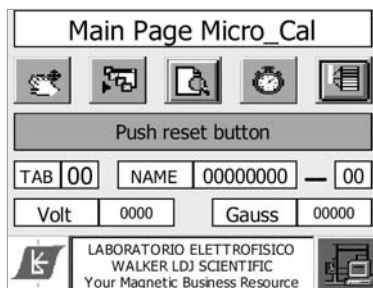 Main Page Micro_Cal
Push reset button
TAB 00 NAME 00000000 — 00
Volt 0000 Gauss 00000
LABORATORIO ELETTROFISICO
WALKER LDJ SCIENTIFIC
Your Magnetic Business Resource